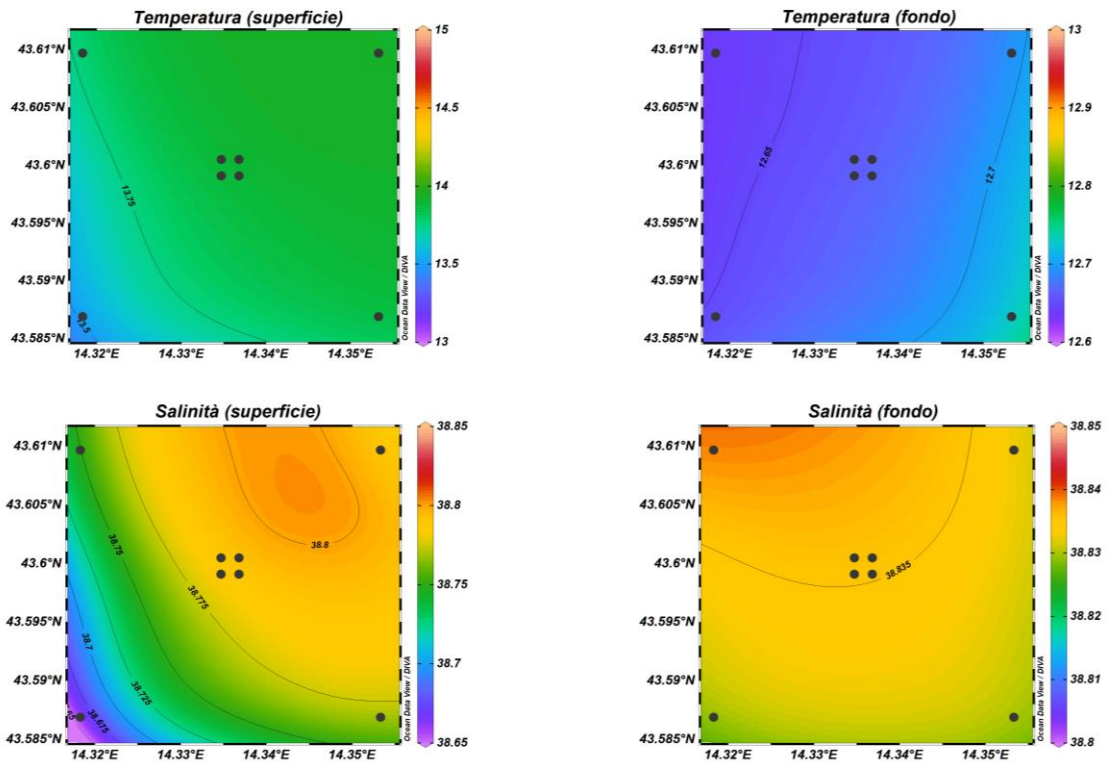 Temperatura (superficie)
43.61°N
43.605°N
43.6°N
43.595°N
43.59°N
43.585°N
14.32°E 14.33°E 14.34°E 14.35°E
13.75
13.5
15
14.5
14
13.5
13
Ocean Data View / DIVA
Temperatura (fondo)
43.61°N
43.605°N
43.6°N
43.595°N
43.59°N
43.585°N
14.32°E 14.33°E 14.34°E 14.35°E
12.65
12.7
13
12.9
12.8
12.7
12.6
Ocean Data View / DIVA
Salinità (superficie)
43.61°N
43.605°N
43.6°N
43.595°N
43.59°N
43.585°N
14.32°E 14.33°E 14.34°E 14.35°E
38.8
38.75
38.775
38.7
38.725
38.675
38.85
38.8
38.75
38.7
38.65
Ocean Data View / DIVA
Salinità (fondo)
43.61°N
43.605°N
43.6°N
43.595°N
43.59°N
43.585°N
14.32°E 14.33°E 14.34°E 14.35°E
38.835
38.85
38.84
38.83
38.82
38.81
38.8
Ocean Data View / DIVA